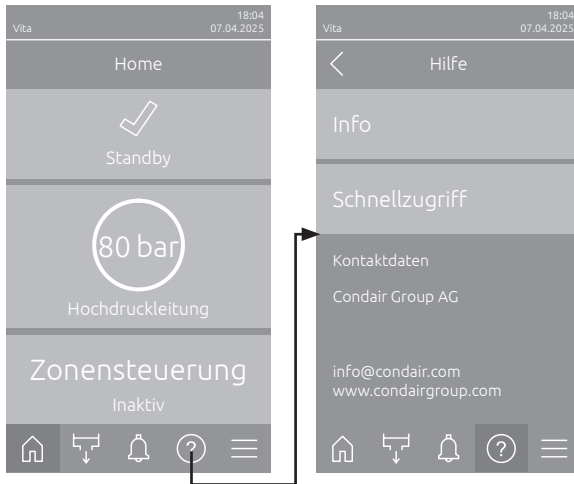 Vita
18:04
07.04.2025
Home
Standby
80 bar
Hochdruckleitung
Zonensteuerung
Inaktiv
?
Vita
18:04
07.04.2025
Hilfe
Info
Schnellzugriff
Kontaktdaten
Condair Group AG
info@condair.com
www.condairgroup.com
?